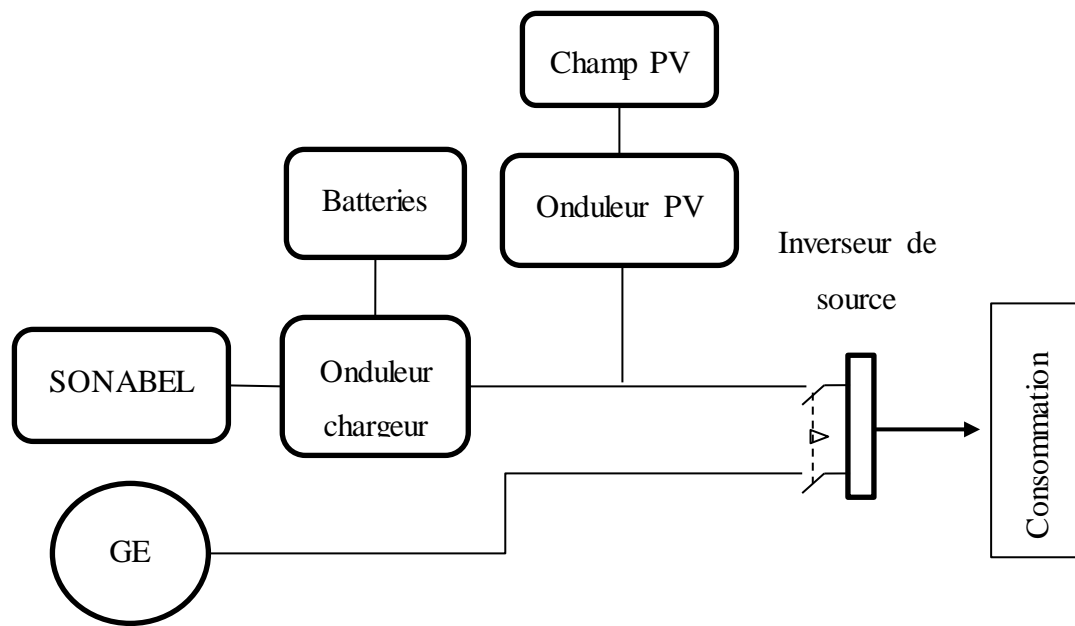 Champ PV
Batteries
Onduleur PV
Inverseur de
source
SONABEL
Onduleur
chargeur
Consommation
GE